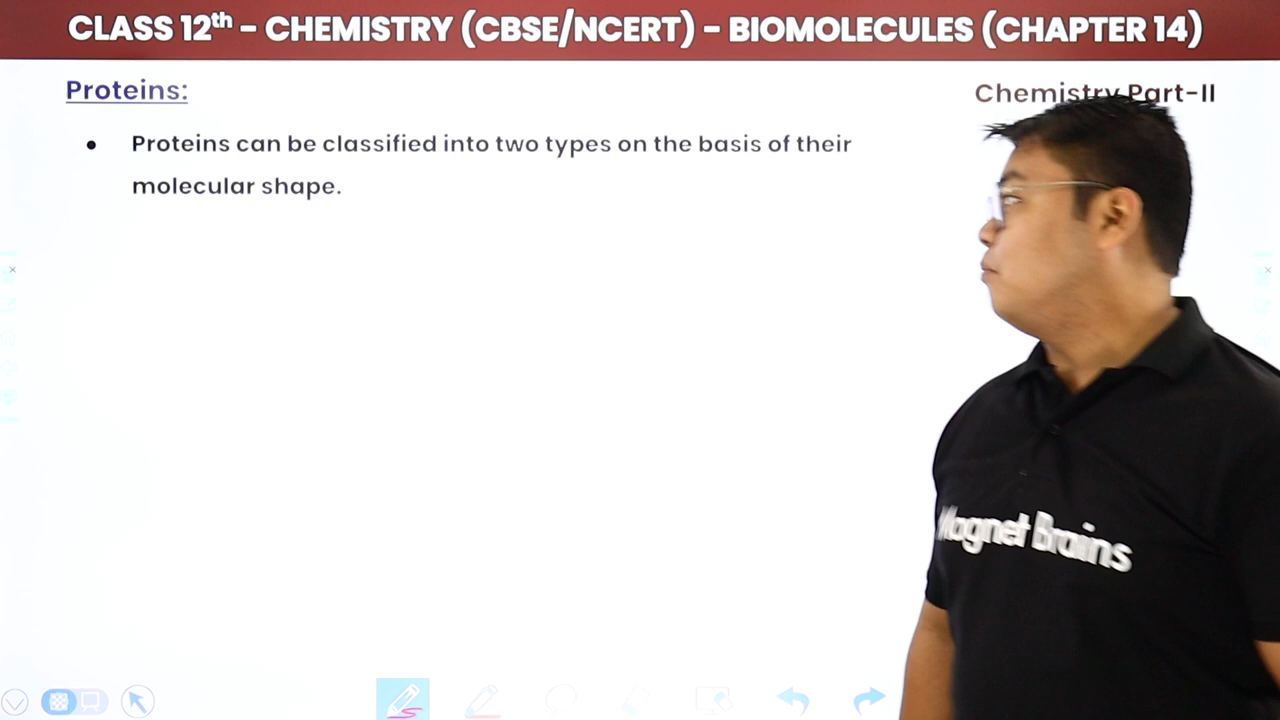 CLASS 12th – CHEMISTRY (CBSE/NCERT) – BIOMOLECULES (CHAPTER 14)
Proteins:
Chemistry Part-II
• Proteins can be classified into two types on the basis of their
molecular shape.
Magnet Brains